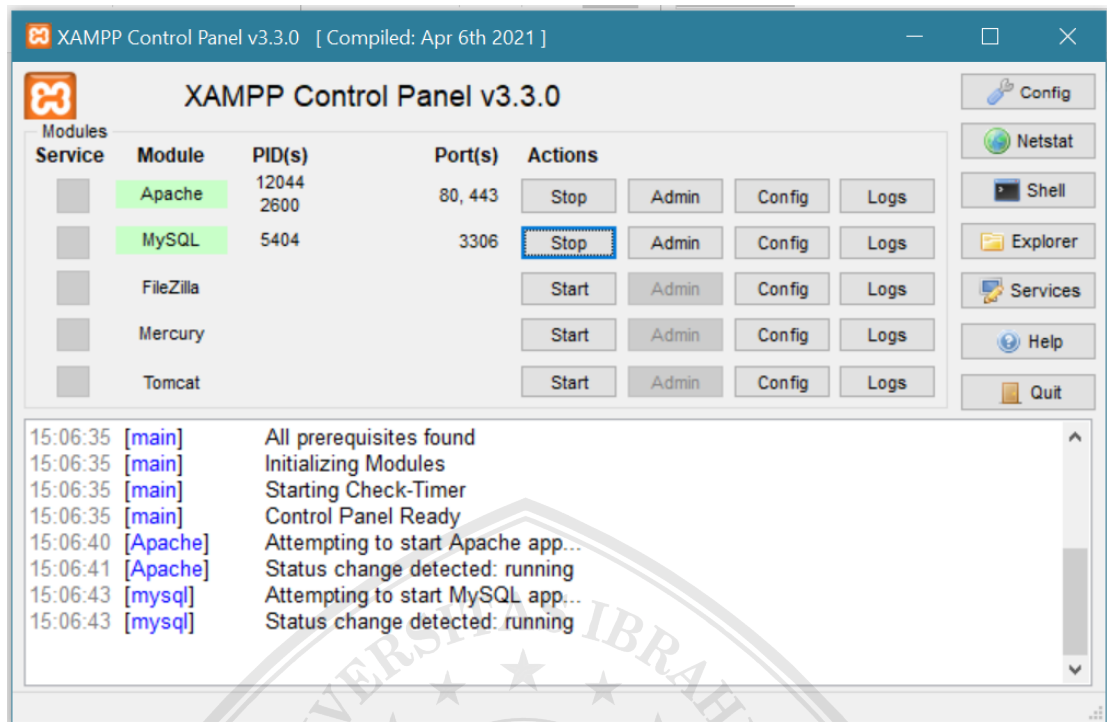 XAMPP Control Panel v3.3.0 [ Compiled: Apr 6th 2021 ]
XAMPP Control Panel v3.3.0
Config
Modules
Netstat
Service Module PID(s) Port(s) Actions
Apache 12044 2600 80, 443 Stop Admin Config Logs
Shell
MySQL 5404 3306 Stop Admin Config Logs
Explorer
FileZilla Start Admin Config Logs
Services
Mercury Start Admin Config Logs
Help
Tomcat Start Admin Config Logs
Quit
15:06:35 [main] All prerequisites found
15:06:35 [main] Initializing Modules
15:06:35 [main] Starting Check-Timer
15:06:35 [main] Control Panel Ready
15:06:40 [Apache] Attempting to start Apache app...
15:06:41 [Apache] Status change detected: running
15:06:43 [mysql] Attempting to start MySQL app...
15:06:43 [mysql] Status change detected: running